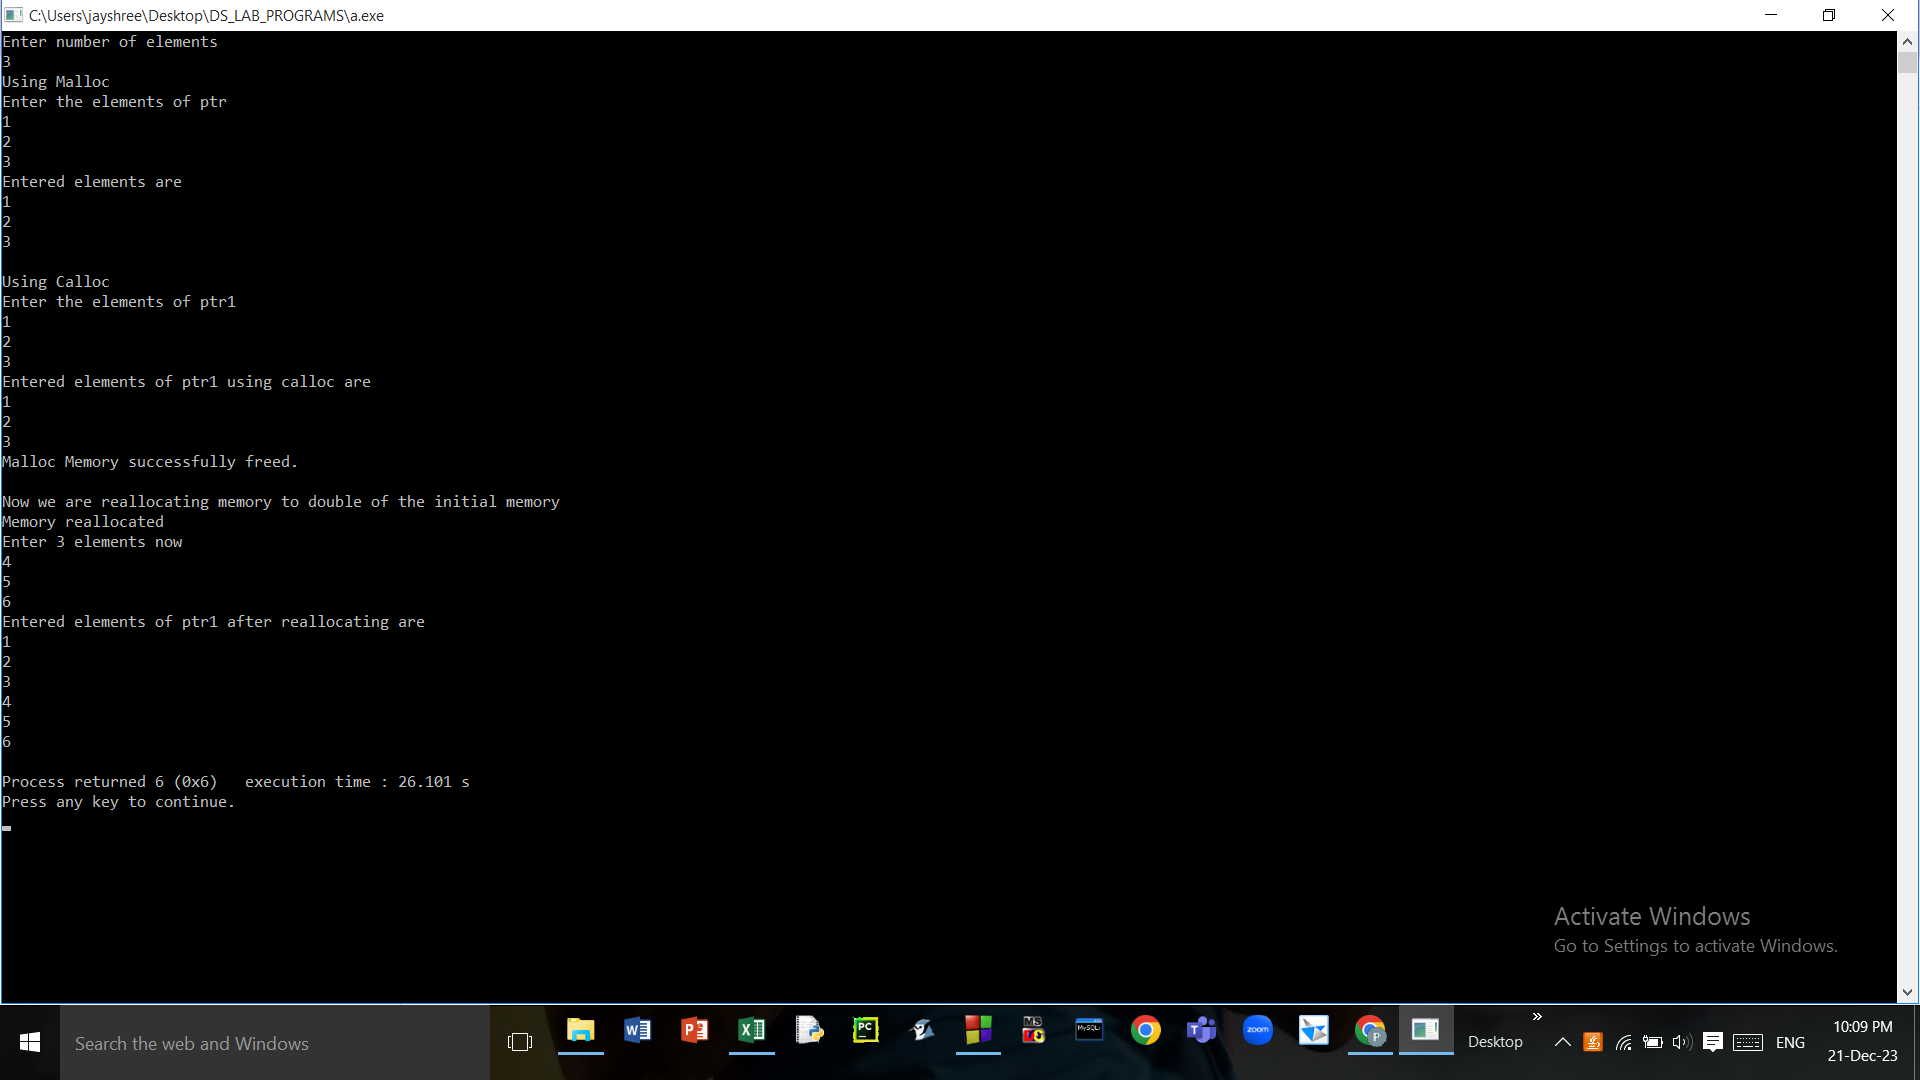 C:\Users\jayshree\Desktop\DS_LAB_PROGRAMS\a.exe
Enter number of elements
3
Using Malloc
Enter the elements of ptr
1
2
3
Entered elements are
1
2
3
Using Calloc
Enter the elements of ptr1
1
2
3
Entered elements of ptr1 using calloc are
1
2
3
Malloc Memory successfully freed.
Now we are reallocating memory to double of the initial memory
Memory reallocated
Enter 3 elements now
4
5
6
Entered elements of ptr1 after reallocating are
1
2
3
4
5
6
Process returned 6 (0x6)   execution time : 26.101 s
Press any key to continue.
Activate Windows
Go to Settings to activate Windows.
Search the web and Windows
PC
MS
MySQL
zoom
P
Desktop
»
ENG
10:09 PM
21-Dec-23